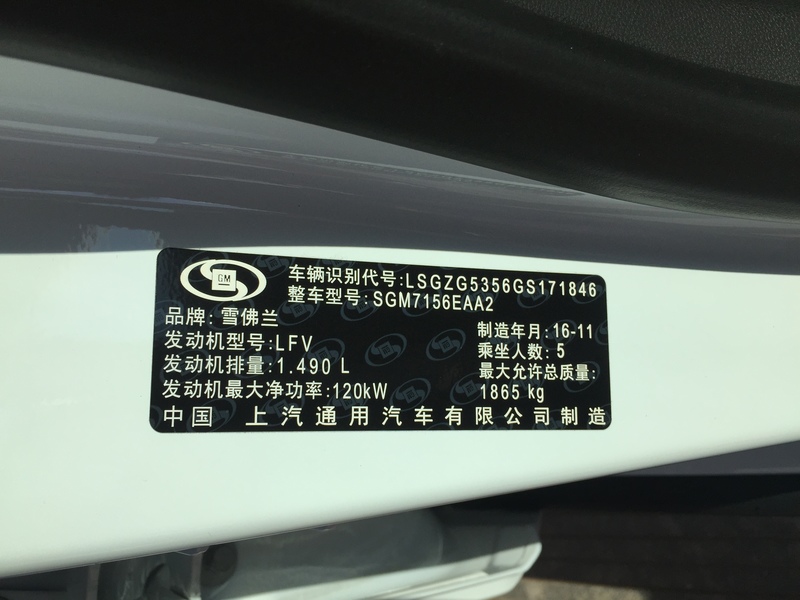 GM
车辆识别代号:LSGZG5356GS171846
整车型号:SGM7156EAA2
品牌:雪佛兰
制造年月:16-11
发动机型号:LFV
乘坐人数:5
发动机排量:1.490 L
最大允许总质量:
发动机最大净功率:120kW
1865 kg
中国 上汽通用汽车有限公司制造